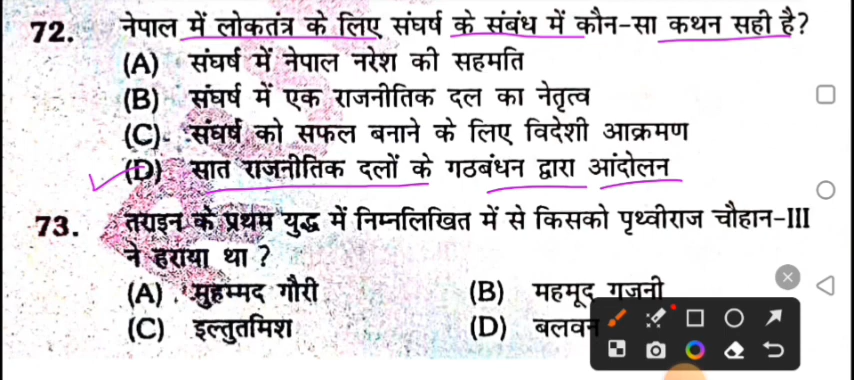 72. नेपाल में लोकतंत्र के लिए संघर्ष के संबंध में कौन-सा कथन सही है?
(A) संघर्ष में नेपाल नरेश की सहमति
(B) संघर्ष में एक राजनीतिक दल का नेतृत्व
(C) संघर्ष को सफल बनाने के लिए विदेशी आक्रमण
(D) सात राजनीतिक दलों के गठबंधन द्वारा आंदोलन
73. तराइन के प्रथम युद्ध में निम्नलिखित में से किसको पृथ्वीराज चौहान-III
ने हराया था ?
(A) मुहम्मद गौरी (B) महमूद गजनी
(C) इल्तुतमिश (D)